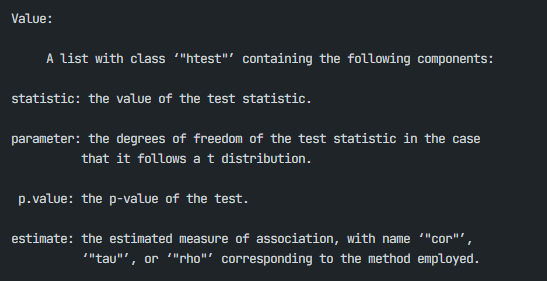 Value:
A list with class ‘"htest"’ containing the following components:
statistic: the value of the test statistic.
parameter: the degrees of freedom of the test statistic in the case
that it follows a t distribution.
p.value: the p-value of the test.
estimate: the estimated measure of association, with name ‘"cor"’,
‘"tau"’, or ‘"rho"’ corresponding to the method employed.